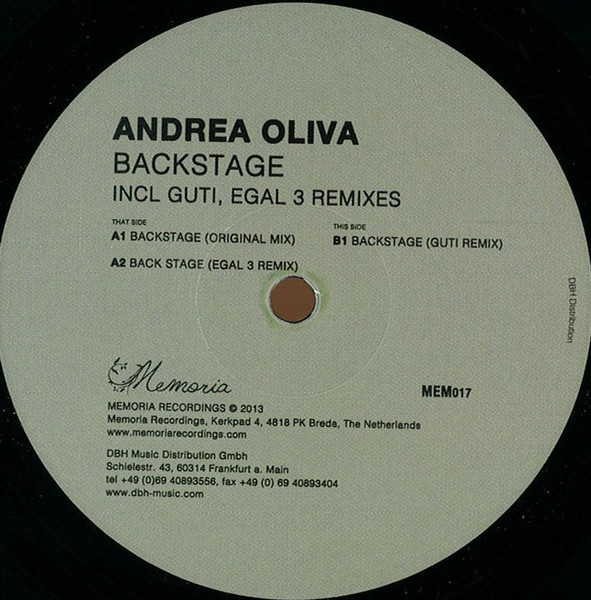 ANDREA OLIVA
BACKSTAGE
INCL GUTI, EGAL 3 REMIXES
THAT SIDE
A1 BACKSTAGE (ORIGINAL MIX)
A2 BACK STAGE (EGAL 3 REMIX)
THIS SIDE
B1 BACKSTAGE (GUTI REMIX)
DBH Distribution
Memoria
MEM017
MEMORIA RECORDINGS © 2013
Memoria Recordings, Kerkpad 4, 4818 PK Breda, The Netherlands
www.memoriarecordings.com
DBH Music Distribution Gmbh
Schielestr. 43, 60314 Frankfurt a. Main
tel +49 (0)69 40893556, fax +49 (0) 69 40893404
www.dbh-music.com